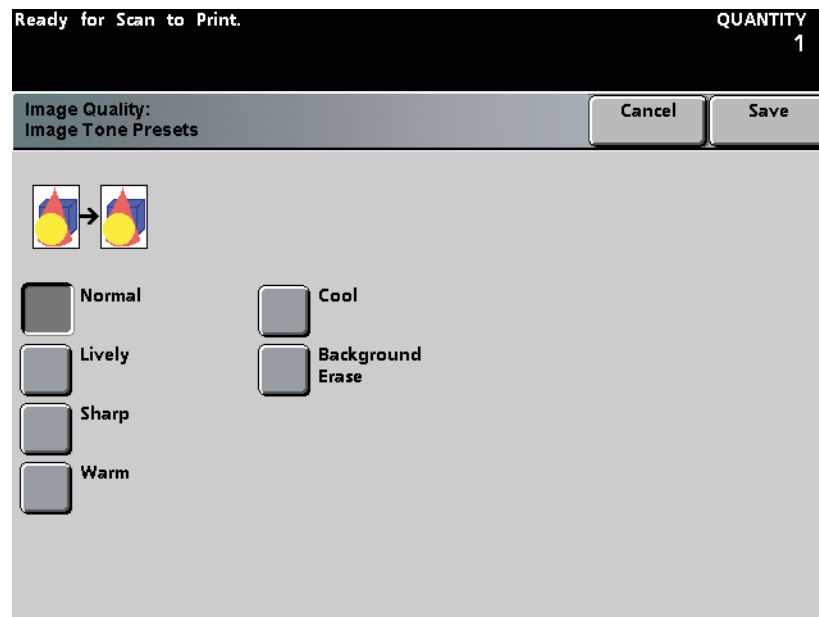 Ready for Scan to Print.
QUANTITY
1
Image Quality:
Image Tone Presets
Cancel
Save
Normal
Cool
Lively
Background
Erase
Sharp
Warm